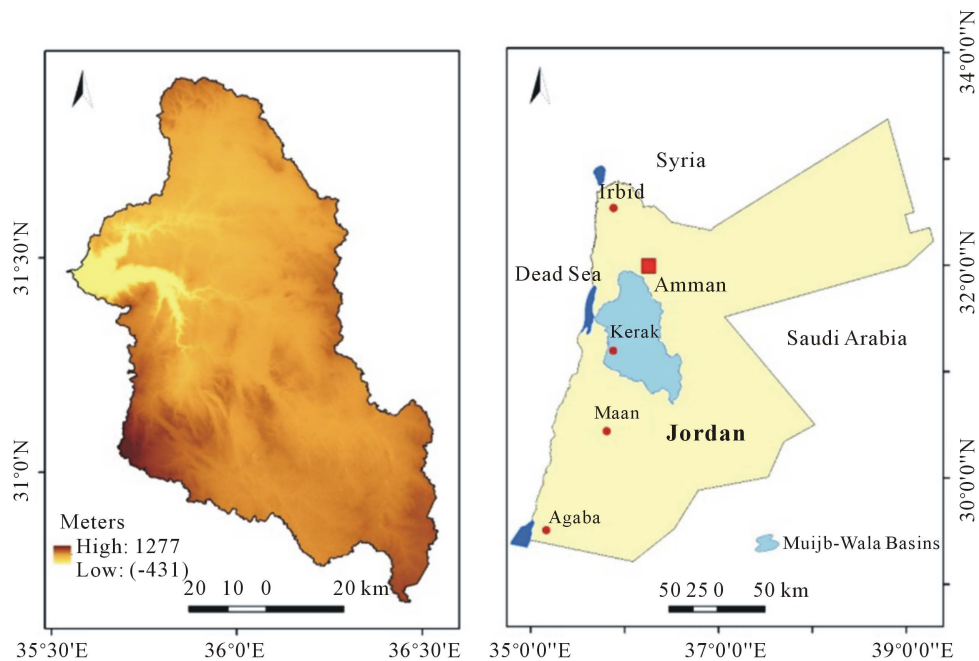 31°30'N
31°0'N
Meters
High: 1277
Low: (-431)
20 10 0 20 km
35°30'E
36°0'E
36°30'E
Syria
Irbid
Dead Sea
Amman
Kerak
Saudi Arabia
Maan
Jordan
Agaba
Muijb-Wala Basins
50 25 0 50 km
35°0'0"E
37°0'0"E
39°0'0"E
34°0'0"N
32°0'0"N
30°0'0"N